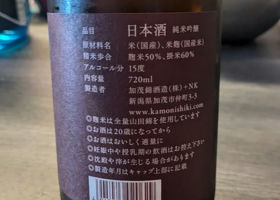 品目 日本酒 純米吟醸
原材料名 米(国産)、米麹(国産米)
精米歩合 麹米50%、掛米60%
アルコール分 15度
内容量 720ml
製造者 加茂錦酒造(株)+NK
新潟県加茂市仲町3-3
www.kamonishiki.com
◎麹米は全量山田錦を使用しています
◎お酒は20歳になってから
◎お酒はおいしく適量に
◎妊娠中や授乳期の飲酒はお控え下さい
◎沈殿や滓が生じる場合があります
◎製造年月はキャップ上部に記載